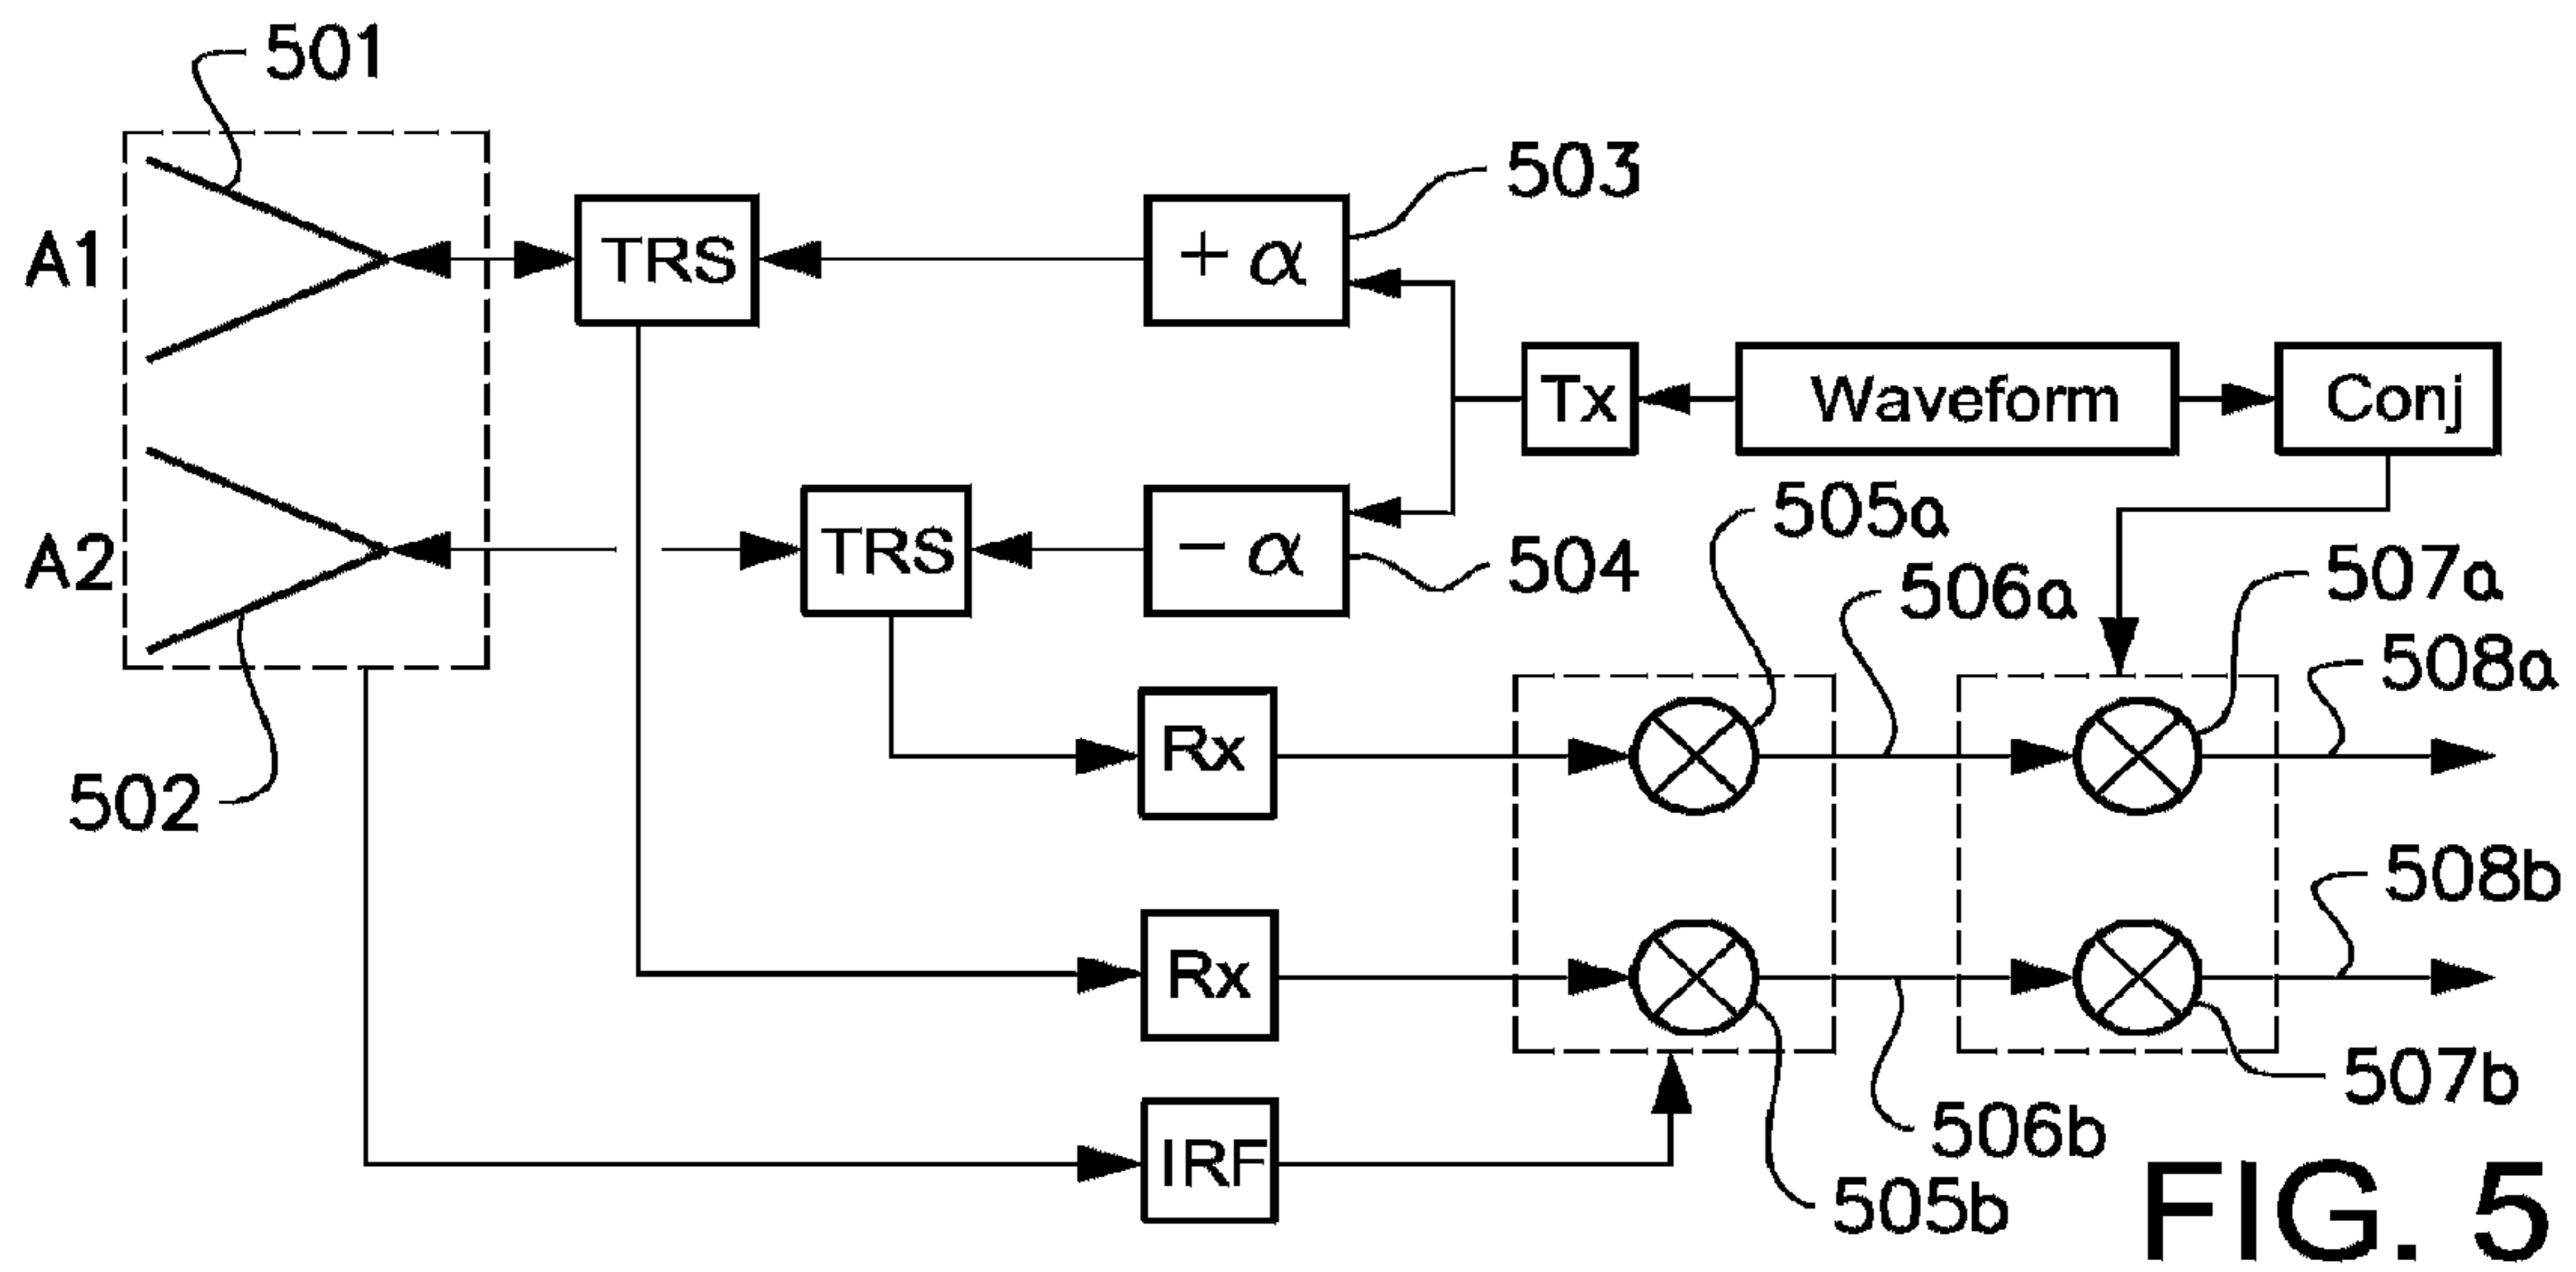 501
503
A1
TRS
+ α
Tx
Waveform
Conj
505a
A2
TRS
− α
504
506a
507a
508a
502
Rx
508b
Rx
507b
506b
IRF
505b
FIG. 5